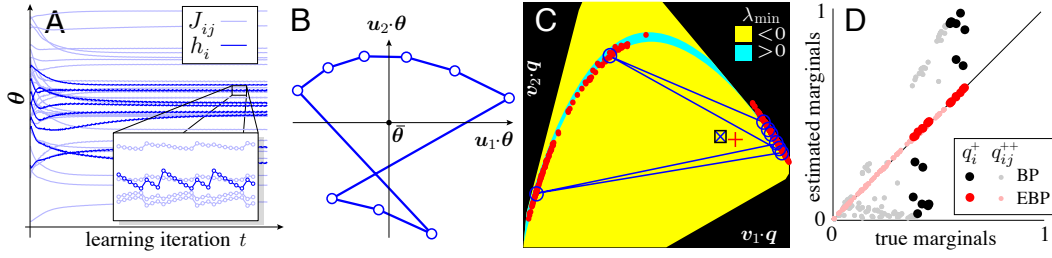 A
J_ij
h_i
θ
learning iteration t
B
u_2·θ
θ̄
u_1·θ
C
λ_min
<0
>0
v_2·q
v_1·q
D
1
estimated marginals
q_i^+ q_ij^++
BP
EBP
0
0
true marginals
1